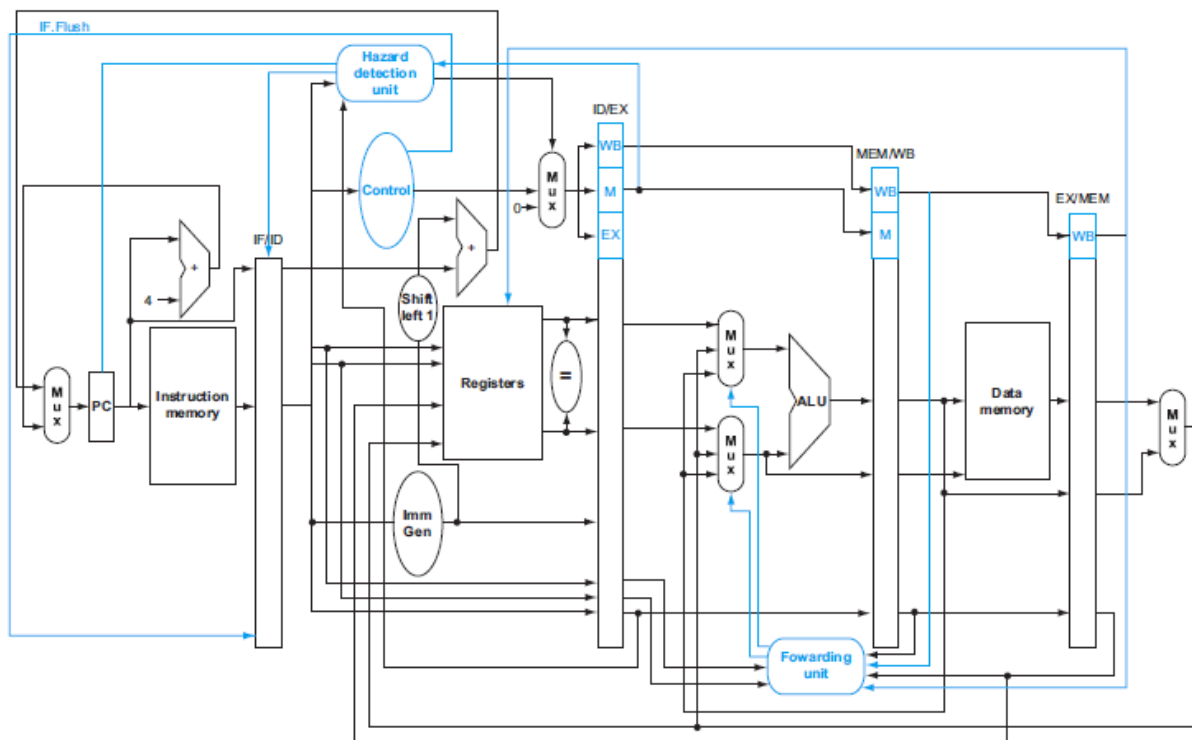 IF.Flush
Hazard
detection
unit
ID/EX
WB
MEM/WB
Control
M
u
x
M
WB
EX/MEM
0
IF/ID
+
EX
M
WB
+
4
Shift
left 1
M
u
x
M
u
x
PC
Instruction
memory
Registers
=
ALU
Data
memory
M
u
x
M
u
x
Imm
Gen
Fowarding
unit